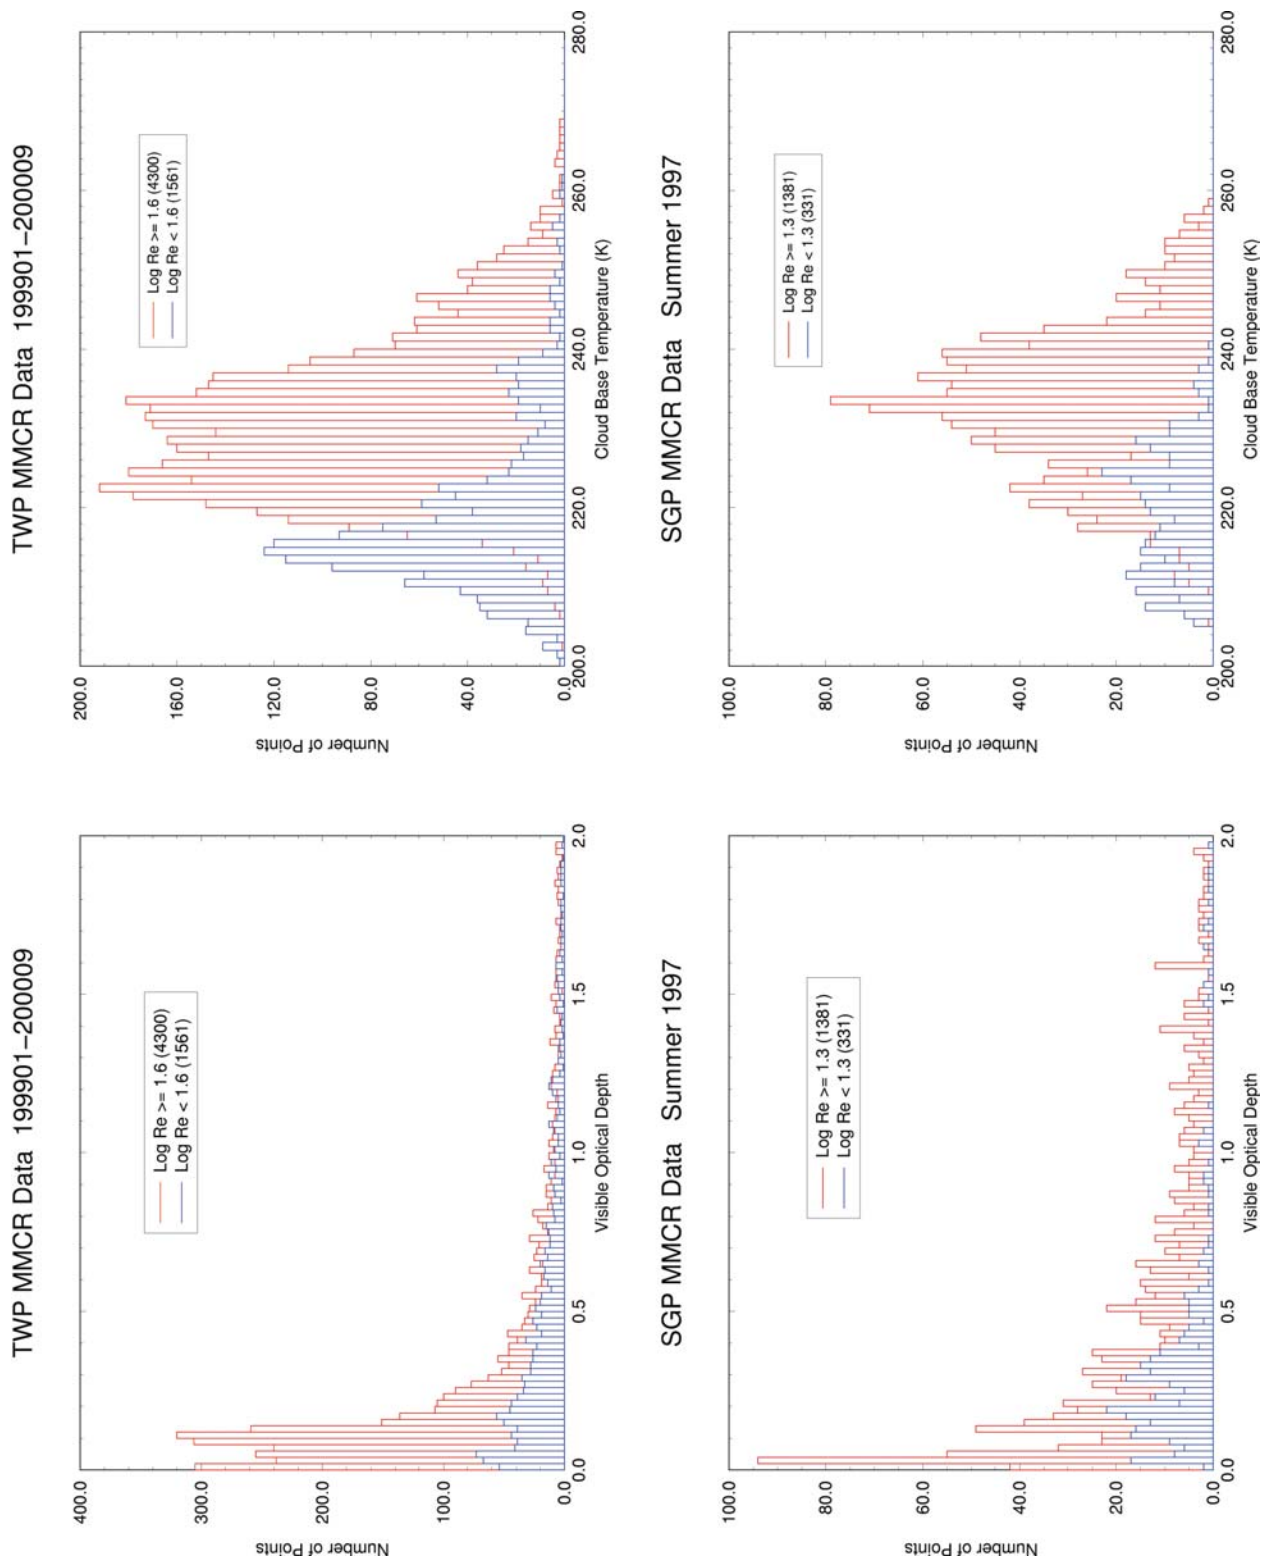 TWP MMCR Data 199901-200009
400.0
300.0
200.0
100.0
0.0
Number of Points
Log Re >= 1.6 (4300)
Log Re < 1.6 (1561)
0.0
0.5
1.0
1.5
2.0
Visible Optical Depth
TWP MMCR Data 199901-200009
200.0
160.0
120.0
80.0
40.0
0.0
Number of Points
Log Re >= 1.6 (4300)
Log Re < 1.6 (1561)
200.0
220.0
240.0
260.0
280.0
Cloud Base Temperature (K)
SGP MMCR Data Summer 1997
100.0
80.0
60.0
40.0
20.0
0.0
Number of Points
Log Re >= 1.3 (1381)
Log Re < 1.3 (331)
0.0
0.5
1.0
1.5
2.0
Visible Optical Depth
SGP MMCR Data Summer 1997
100.0
80.0
60.0
40.0
20.0
0.0
Number of Points
Log Re >= 1.3 (1381)
Log Re < 1.3 (331)
200.0
220.0
240.0
260.0
280.0
Cloud Base Temperature (K)